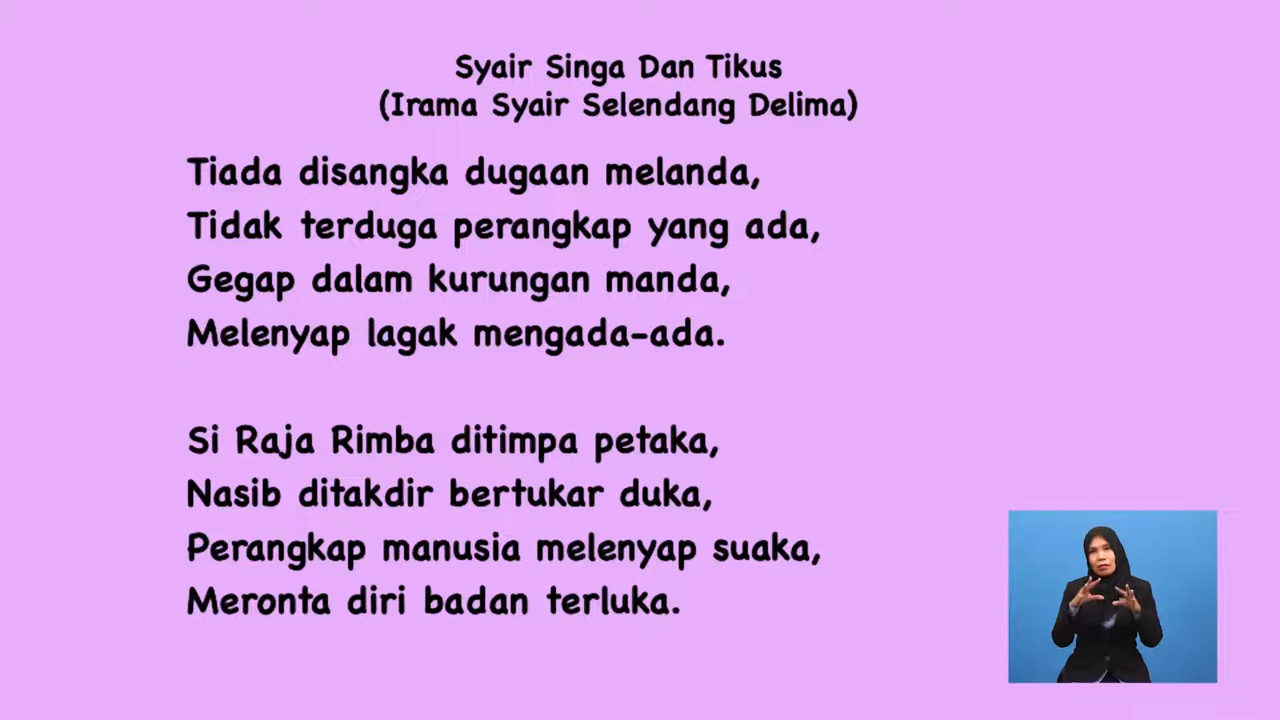 Syair Singa Dan Tikus
(Irama Syair Selendang Delima)
Tiada disangka dugaan melanda,
Tidak terduga perangkap yang ada,
Gegap dalam kurungan manda,
Melenyap lagak mengada-ada.
Si Raja Rimba ditimpa petaka,
Nasib ditakdir bertukar duka,
Perangkap manusia melenyap suaka,
Meronta diri badan terluka.